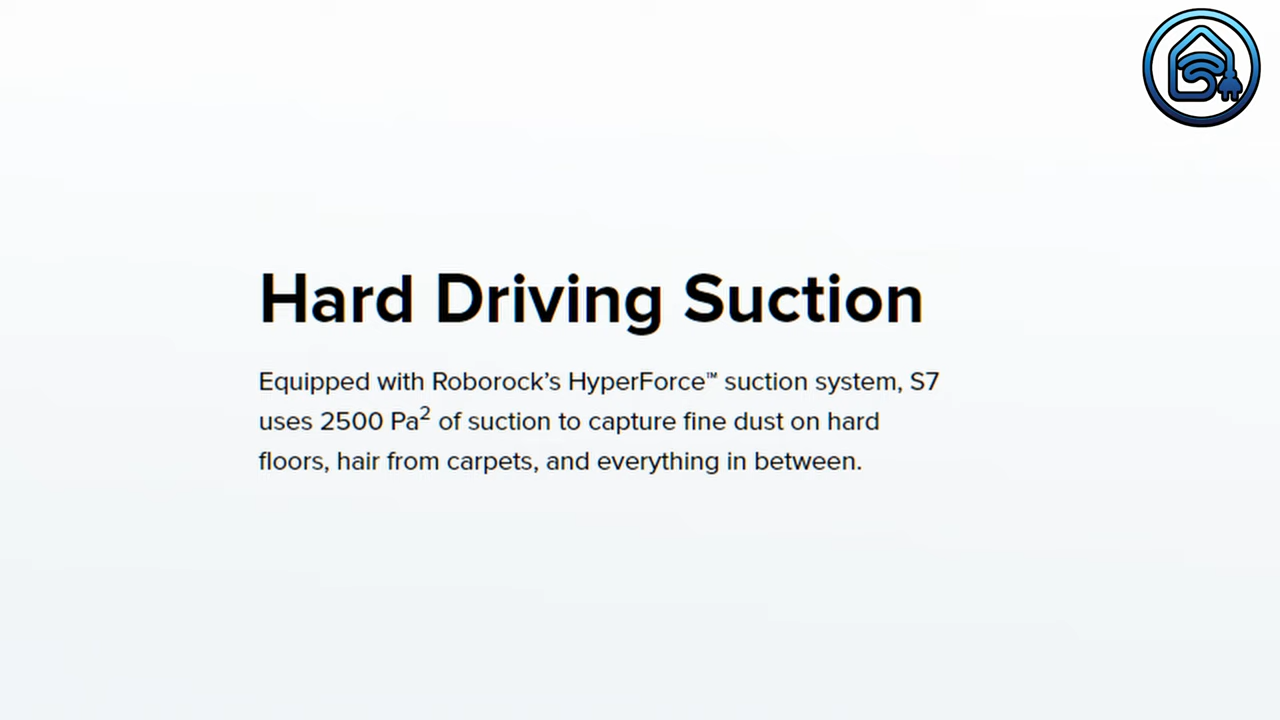 Hard Driving Suction
Equipped with Roborock’s HyperForce™ suction system, S7
uses 2500 Pa² of suction to capture fine dust on hard
floors, hair from carpets, and everything in between.